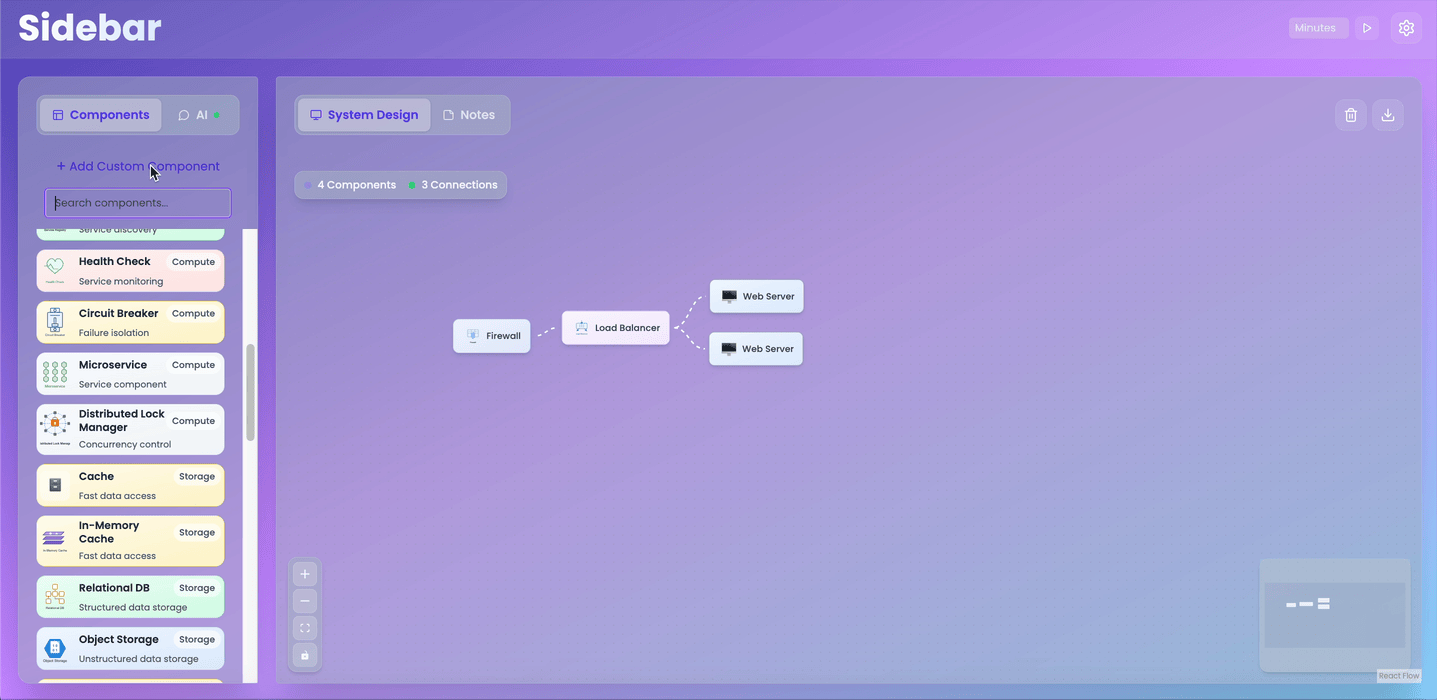 Sidebar
Minutes
Components
AI
+ Add Custom Component
Search components...
Service discovery
Health Check
Compute
Service monitoring
Circuit Breaker
Compute
Failure isolation
Microservice
Compute
Service component
Distributed Lock
Manager
Compute
Concurrency control
Cache
Storage
Fast data access
In-Memory
Cache
Storage
Fast data access
Relational DB
Storage
Structured data storage
Object Storage
Storage
Unstructured data storage
System Design
Notes
4 Components
3 Connections
Firewall
Load Balancer
Web Server
Web Server
React Flow